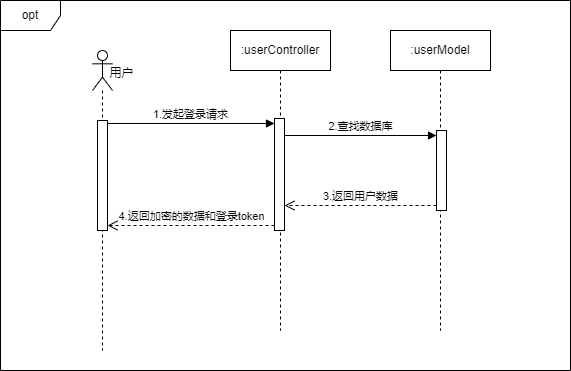 opt
:userController
:userModel
用户
1.发起登录请求
2.查找数据库
3.返回用户数据
4.返回加密的数据和登录token